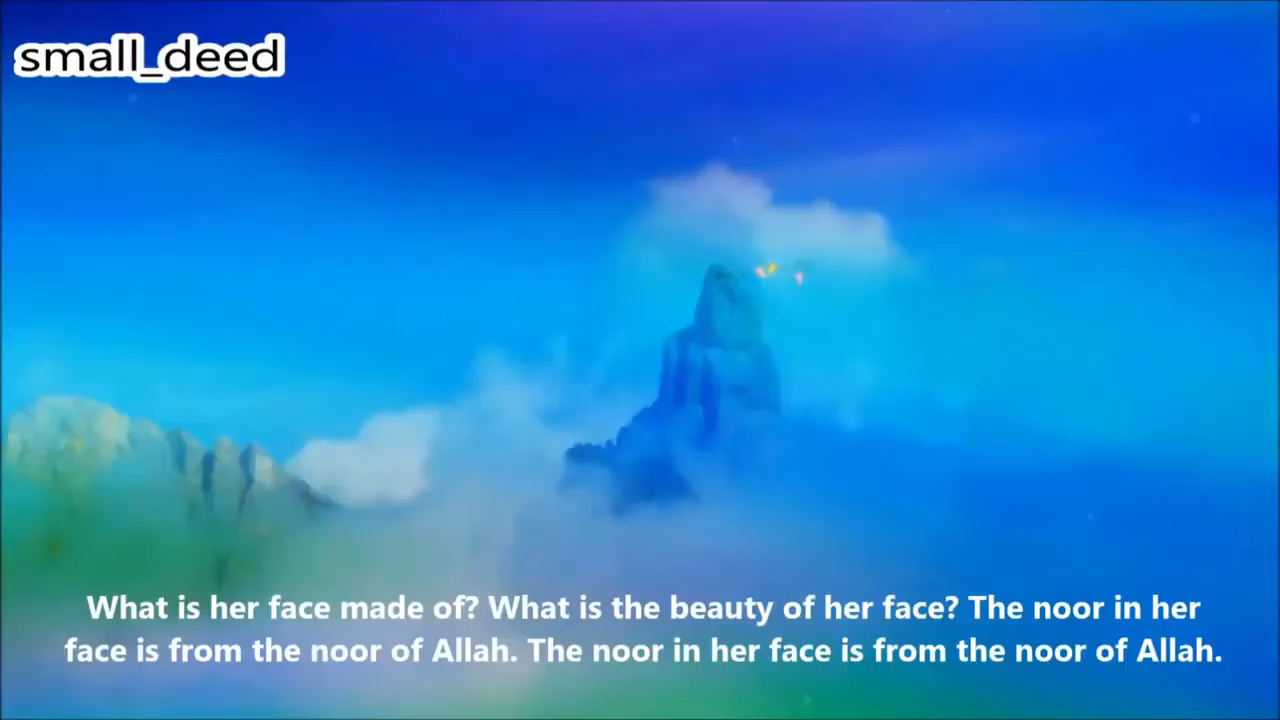 small_deed
What is her face made of? What is the beauty of her face? The noor in her
face is from the noor of Allah. The noor in her face is from the noor of Allah.